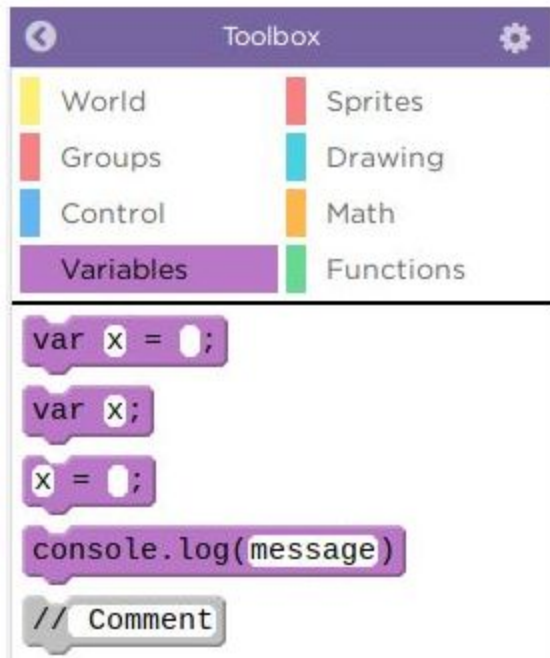 Toolbox
World Sprites
Groups Drawing
Control Math
Variables Functions
var x = ;
var x;
x = ;
console.log(message)
// Comment